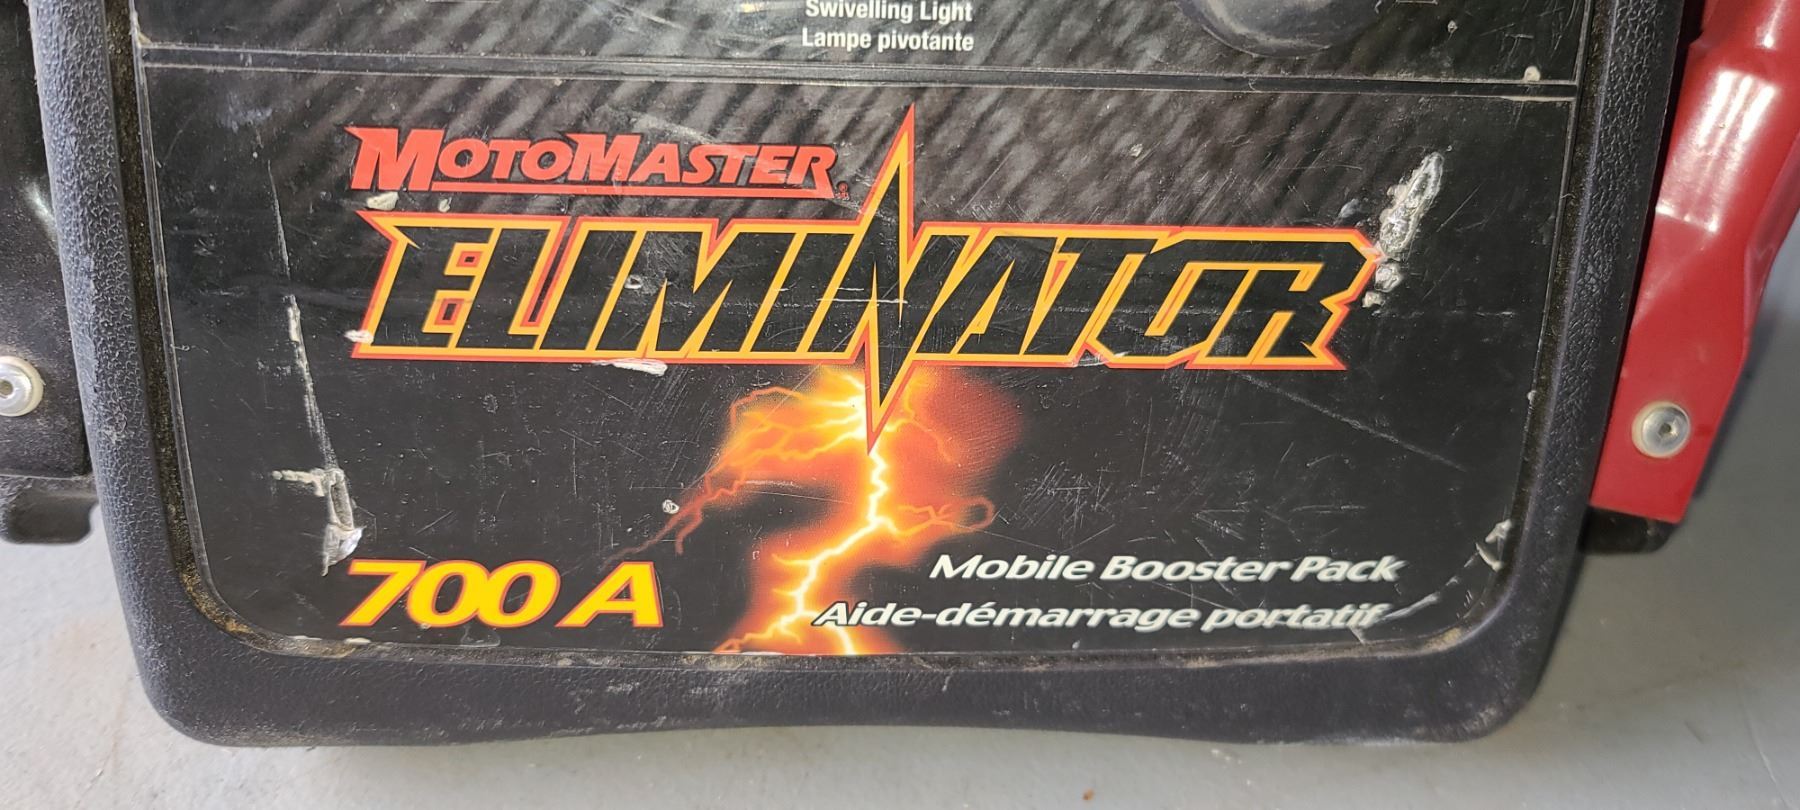 Swivelling Light
Lampe pivotante
MOTOMASTER
ELIMINATOR
700 A
Mobile Booster Pack
Aide-démarrage portatif